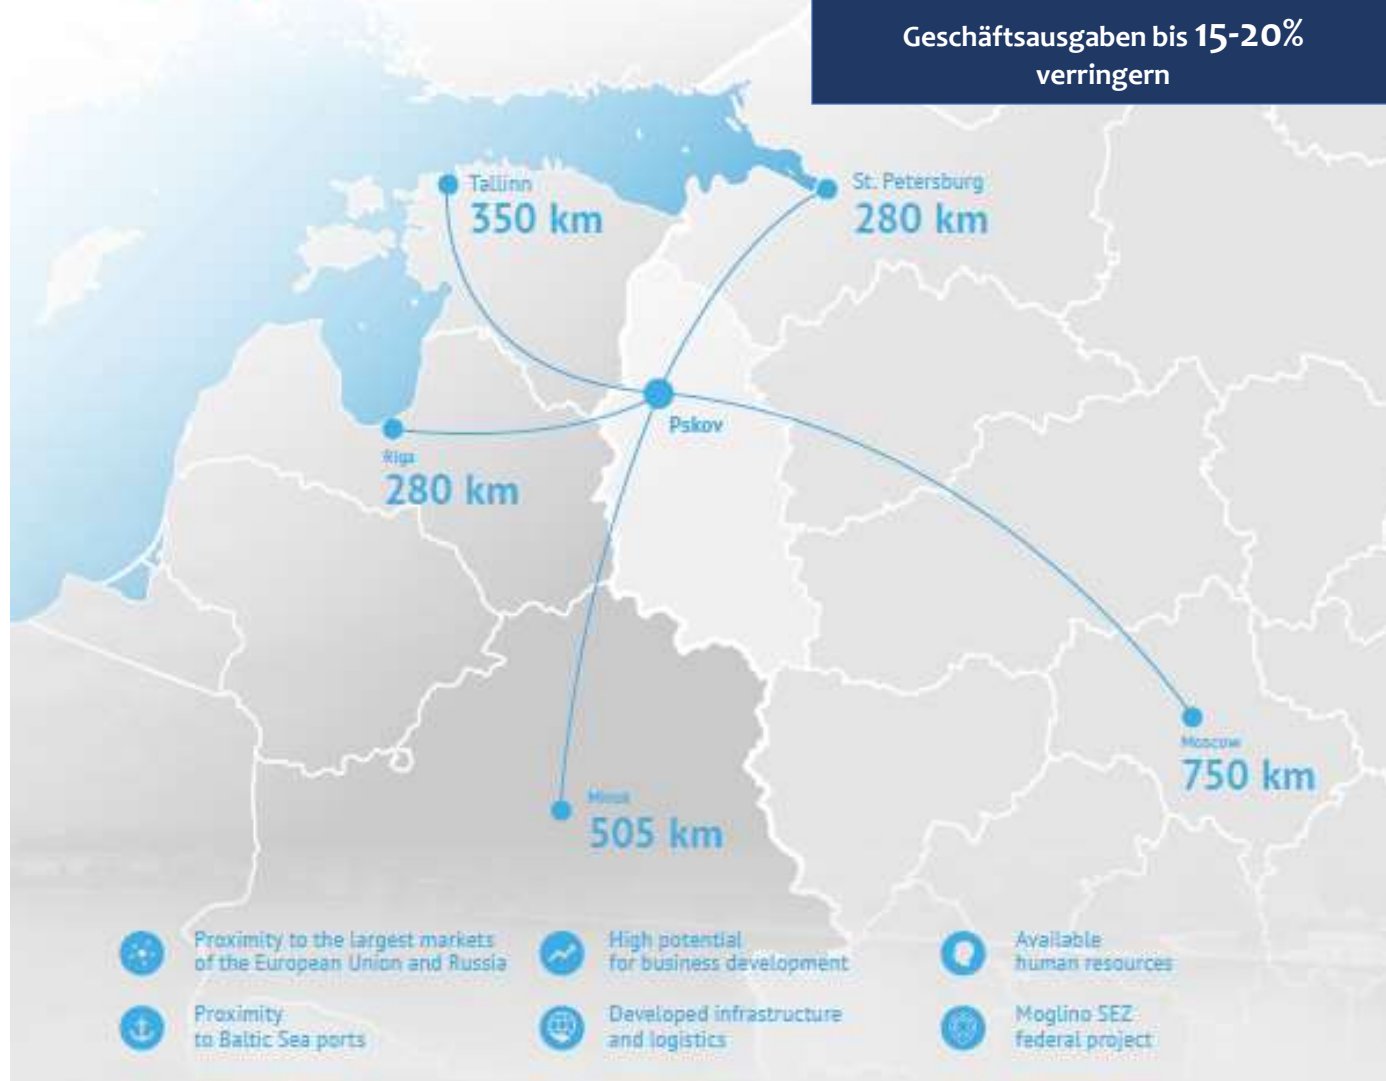 Geschäftsausgaben bis 15-20%
verringern
Tallinn
350 km
St. Petersburg
280 km
Pskov
Riga
280 km
Moscow
750 km
Minsk
505 km
Proximity to the largest markets
of the European Union and Russia
High potential
for business development
Available
human resources
Proximity
to Baltic Sea ports
Developed infrastructure
and logistics
Moglino SEZ
federal project